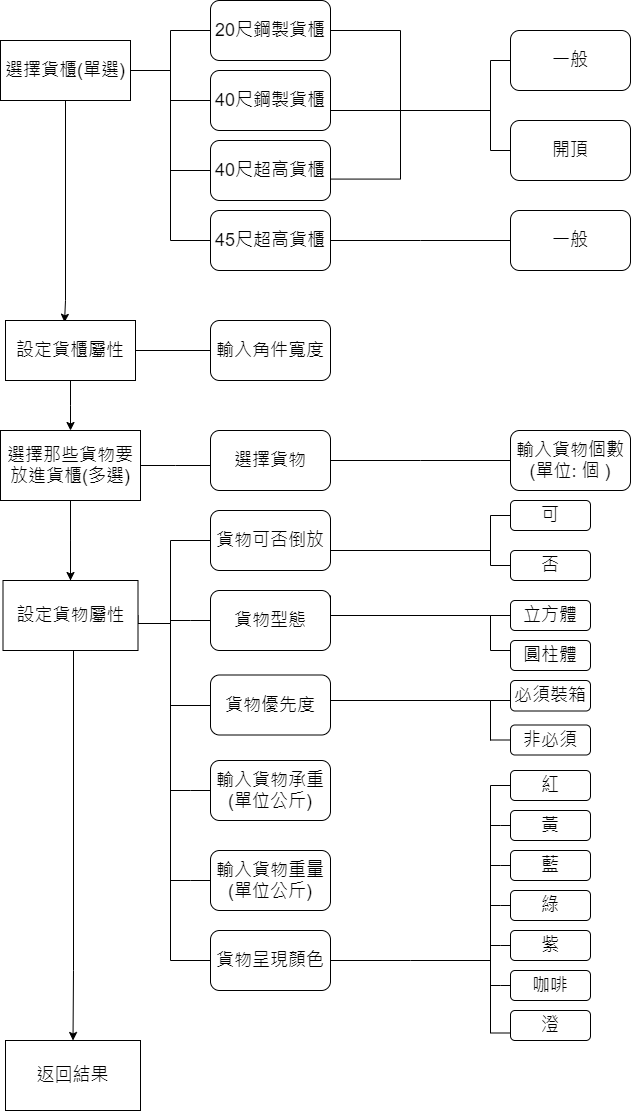 選擇貨櫃(單選)
20尺鋼製貨櫃
40尺鋼製貨櫃
40尺超高貨櫃
45尺超高貨櫃
一般
開頂
一般
設定貨櫃屬性
輸入角件寬度
選擇那些貨物要
放進貨櫃(多選)
選擇貨物
輸入貨物個數
(單位: 個 )
設定貨物屬性
貨物可否倒放
可
否
貨物型態
立方體
圓柱體
貨物優先度
必須裝箱
非必須
輸入貨物承重
(單位公斤)
輸入貨物重量
(單位公斤)
貨物呈現顏色
紅
黃
藍
綠
紫
咖啡
澄
返回結果